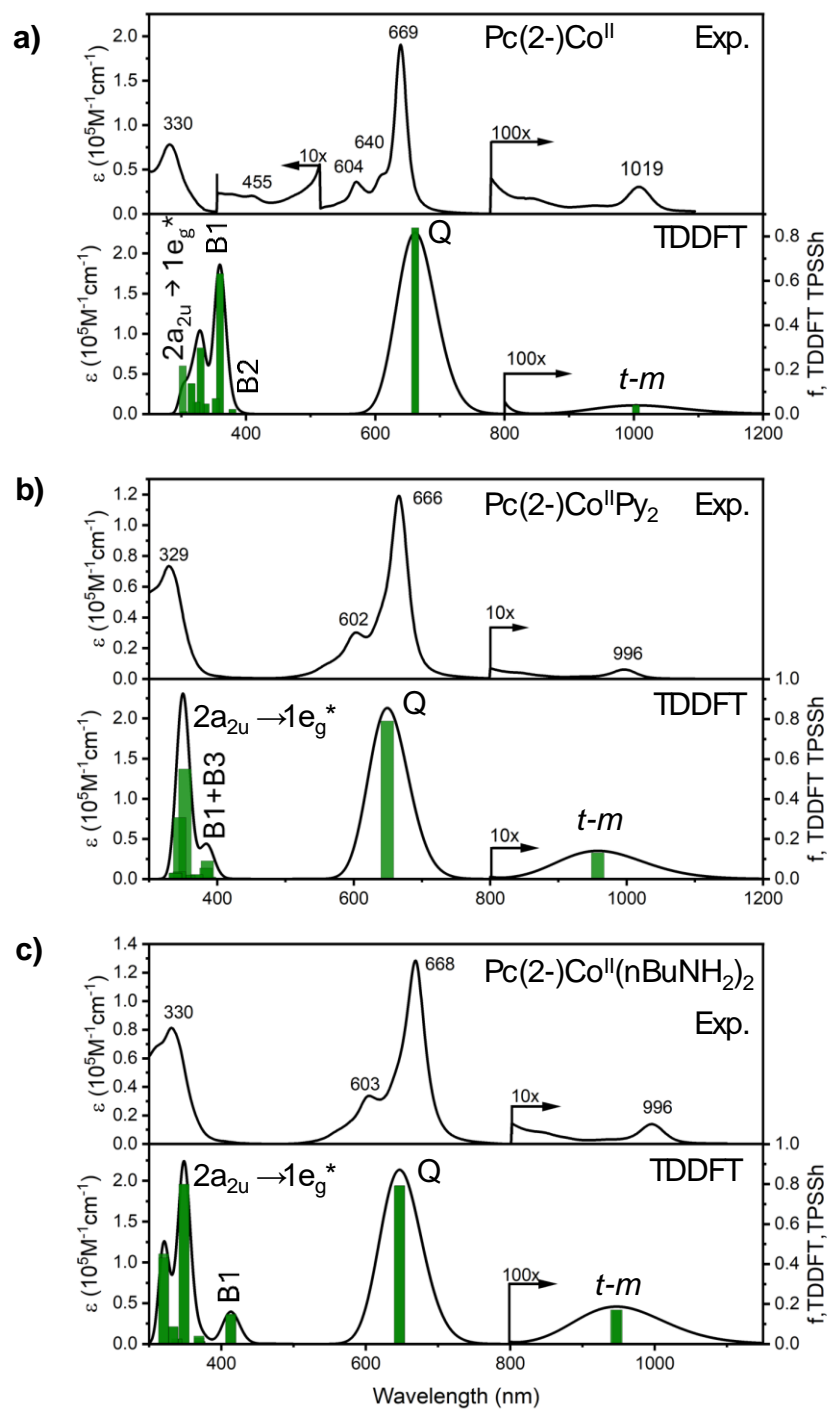 a)
Pc(2-)Co^II Exp.
ε (10⁵M⁻¹cm⁻¹)
2.0
1.5
1.0
0.5
0.0
330
455
10x
604
640
669
100x
1019
TDDFT
ε (10⁵M⁻¹cm⁻¹)
2.0
1.5
1.0
0.5
0.0
2a₂ᵤ → 1e_g*
B1
B2
Q
100x
t-m
0.8
0.6
0.4
0.2
0.0
f, TDDFT TPSSh
400 600 800 1000 1200
b)
Pc(2-)Co^IIPy₂ Exp.
ε (10⁵M⁻¹cm⁻¹)
1.2
1.0
0.8
0.6
0.4
0.2
0.0
329
602
666
10x
996
TDDFT
ε (10⁵M⁻¹cm⁻¹)
2.0
1.5
1.0
0.5
0.0
2a₂ᵤ →1e_g*
B1+B3
Q
10x
t-m
1.0
0.8
0.6
0.4
0.2
0.0
f, TDDFT TPSSh
400 600 800 1000 1200
c)
Pc(2-)Co^II(nBuNH₂)₂
Exp.
ε (10⁵M⁻¹cm⁻¹)
1.4
1.2
1.0
0.8
0.6
0.4
0.2
0.0
330
603
668
10x
996
TDDFT
ε (10⁵M⁻¹cm⁻¹)
2.0
1.5
1.0
0.5
0.0
2a₂ᵤ →1e_g*
B1
Q
100x
t-m
1.0
0.8
0.6
0.4
0.2
0.0
f,TDDFT,TPSSh
400 600 800 1000
Wavelength (nm)